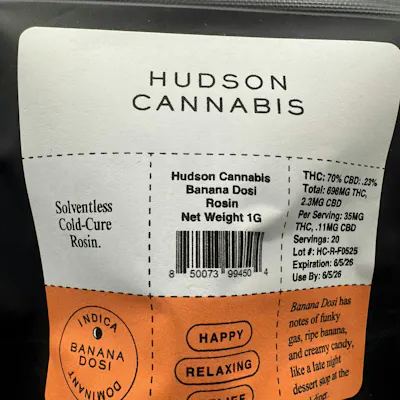 HUDSON
CANNABIS
Solventless
Cold-Cure
Rosin.
Hudson Cannabis
Banana Dosi
Rosin
Net Weight 1G
8 50073 99450 4
THC: 70% CBD: .23%
Total: 698MG THC,
2.3MG CBD
Per Serving: 35MG
THC, .11MG CBD
Servings: 20
Lot #: HC-R-F0525
Expiration: 6/5/26
Use By: 6/5/26
INDICA
BANANA
DOSI
DOMINANT
HAPPY
RELAXING
Banana Dosi has
notes of funky
gas, ripe banana,
and creamy candy,
like a late night
dessert stop at the